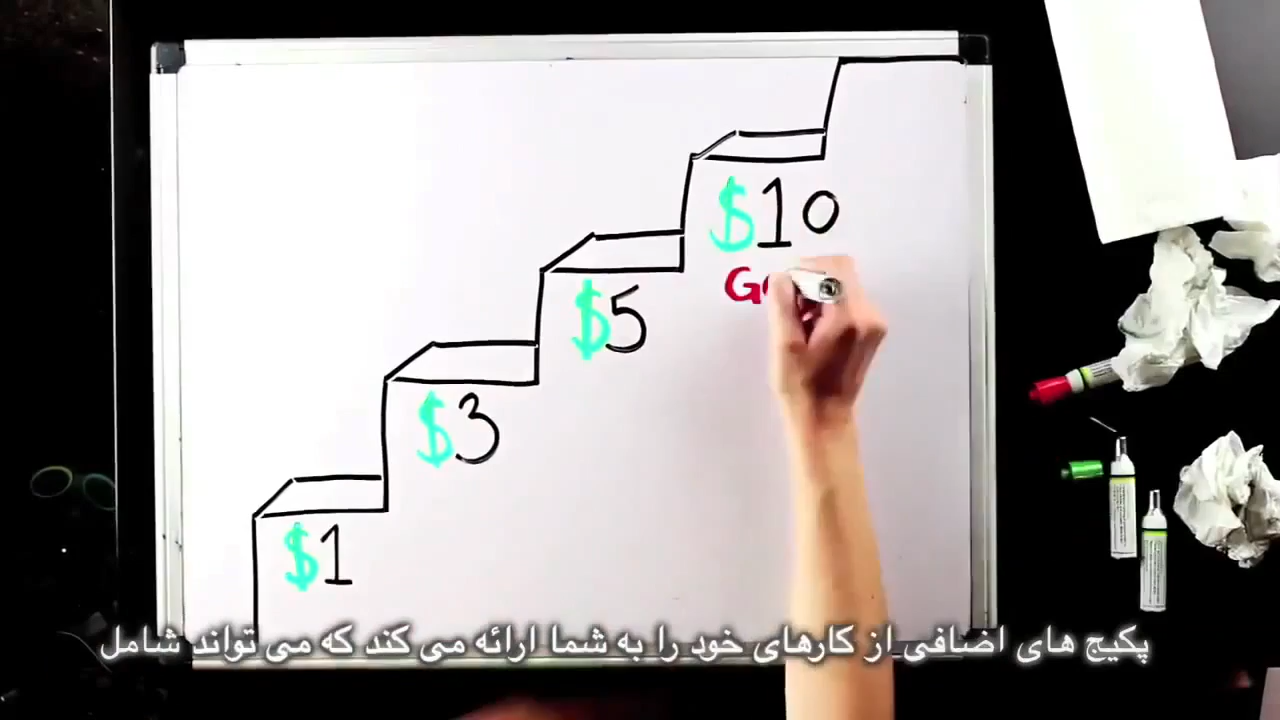 $10
$5
$3
$1
پکیج های اضافی از کارهای خود را به شما ارائه می کند که می تواند شامل